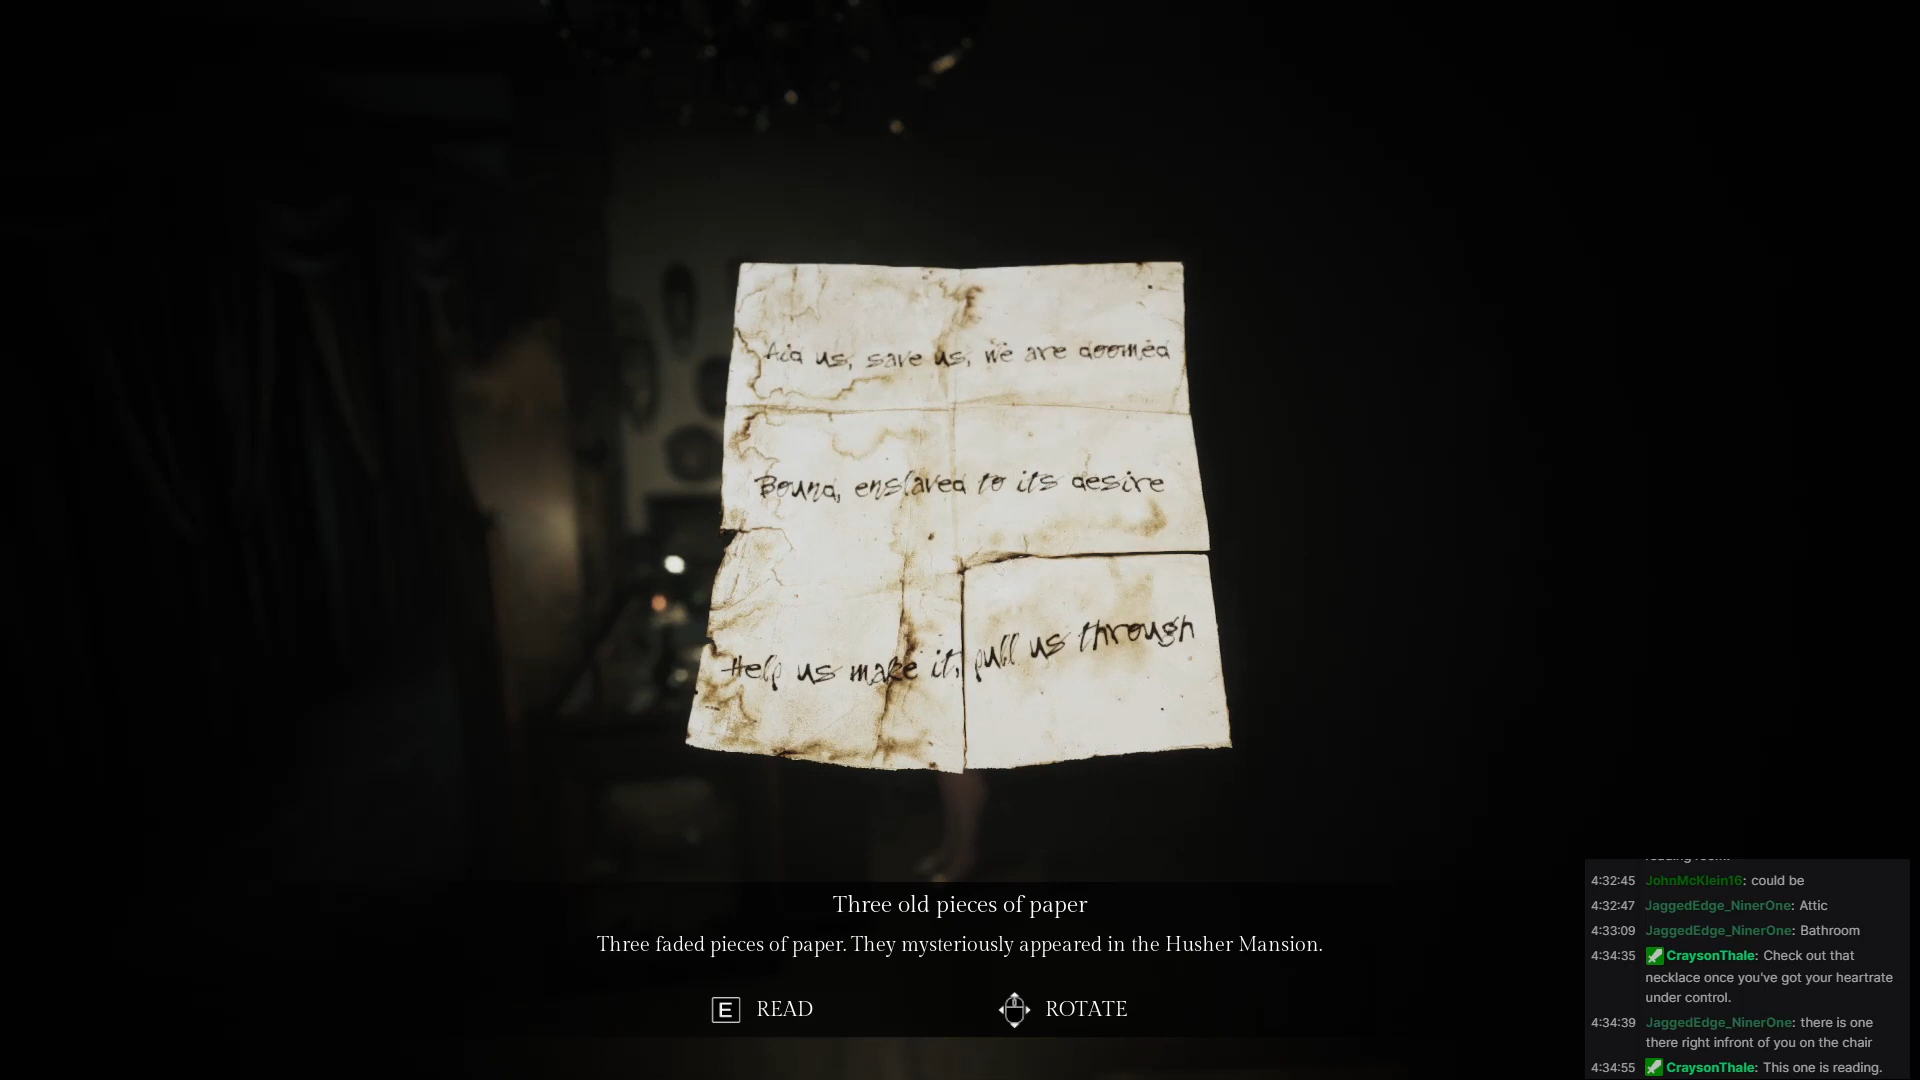 Aid us, save us, we are doomed
Bound, enslaved to its desire
Help us make it, pull us through
Three old pieces of paper
Three faded pieces of paper. They mysteriously appeared in the Husher Mansion.
E READ
ROTATE
4:32:45 JohnMcKlein16: could be
4:32:47 JaggedEdge_NinerOne: Attic
4:33:09 JaggedEdge_NinerOne: Bathroom
4:34:35 CraysonThale: Check out that
necklace once you've got your heartrate
under control.
4:34:39 JaggedEdge_NinerOne: there is one
there right infront of you on the chair
4:34:55 CraysonThale: This one is reading.